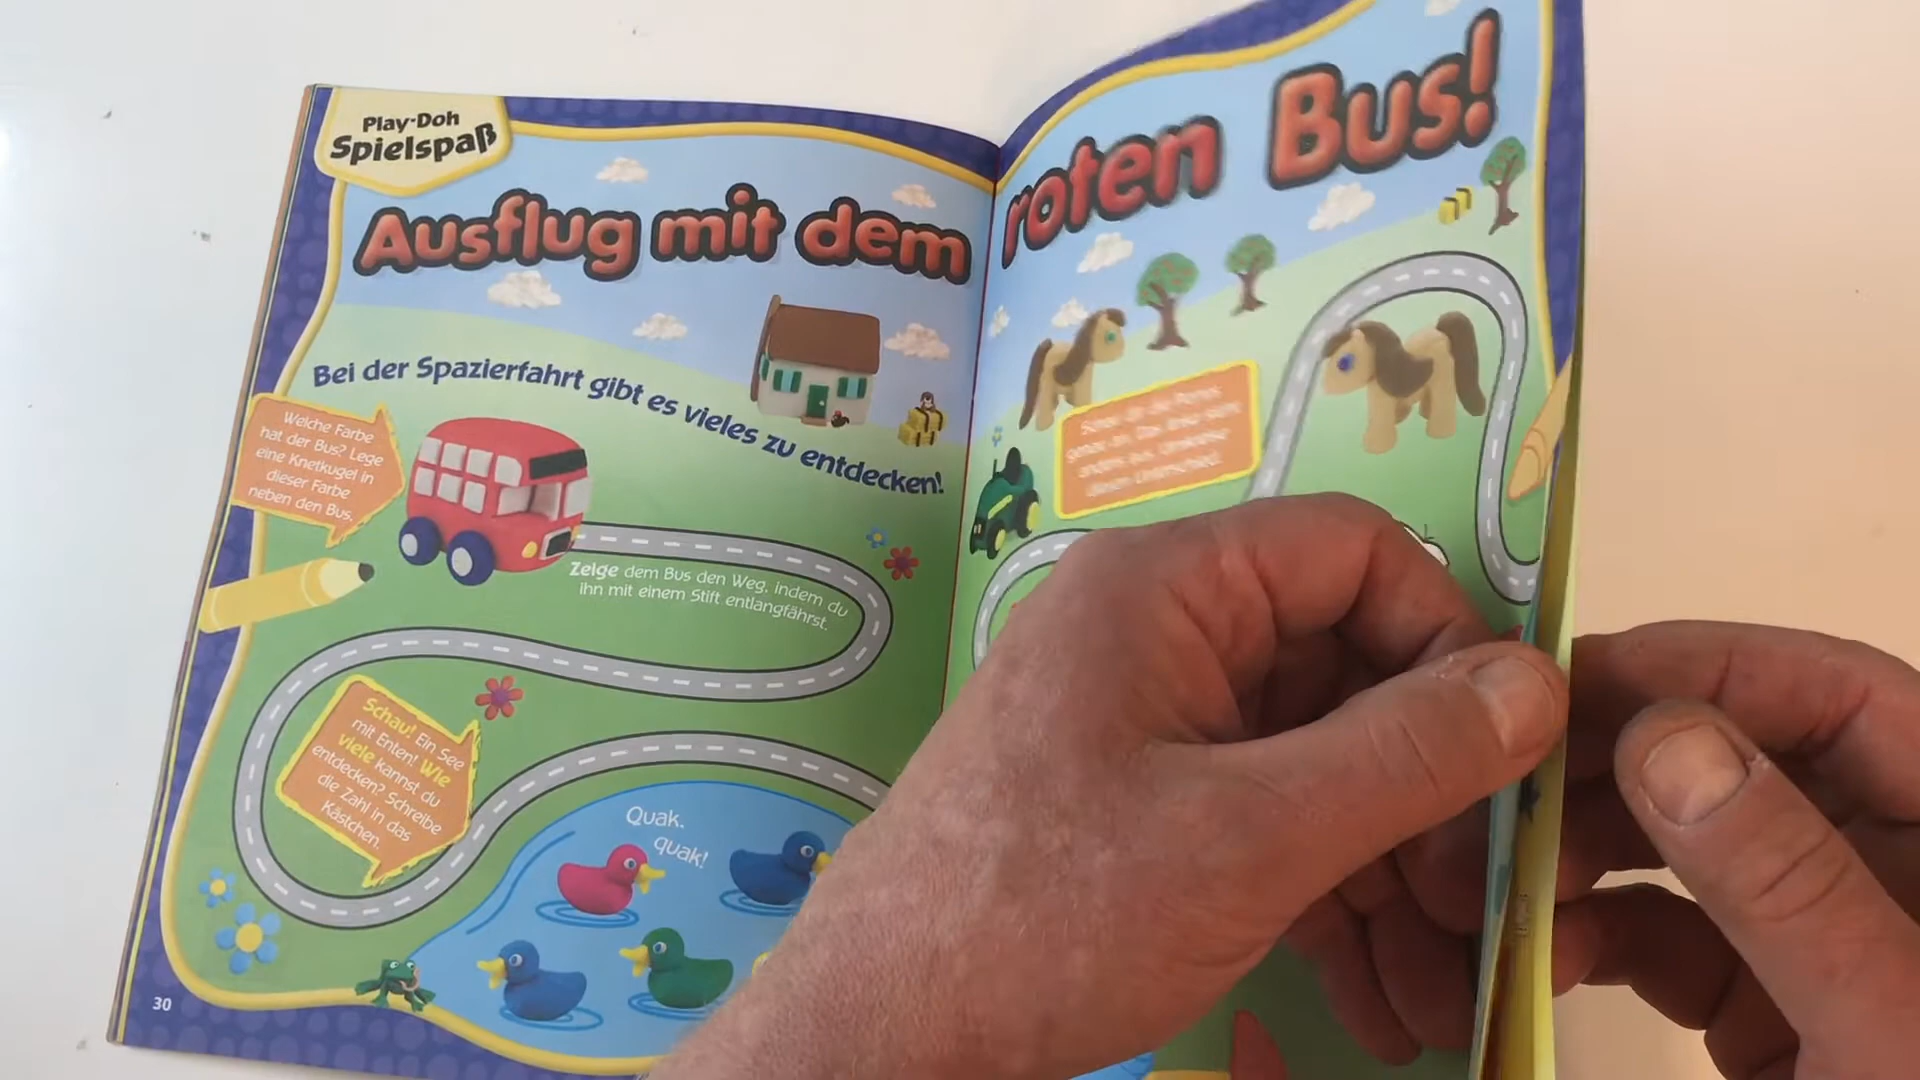 Play-Doh
Spielspaß
Ausflug mit dem roten Bus!
Bei der Spazierfahrt gibt es vieles zu entdecken!
Welche Farbe
hat der Bus? Lege
eine Knetkugel in
dieser Farbe
neben den Bus.
Zeige dem Bus den Weg, indem du
ihn mit einem Stift entlangfährst.
Schau! Ein See
mit Enten! Wie
viele kannst du
entdecken? Schreibe
die Zahl in das
Kästchen.
Quak,
quak!
30